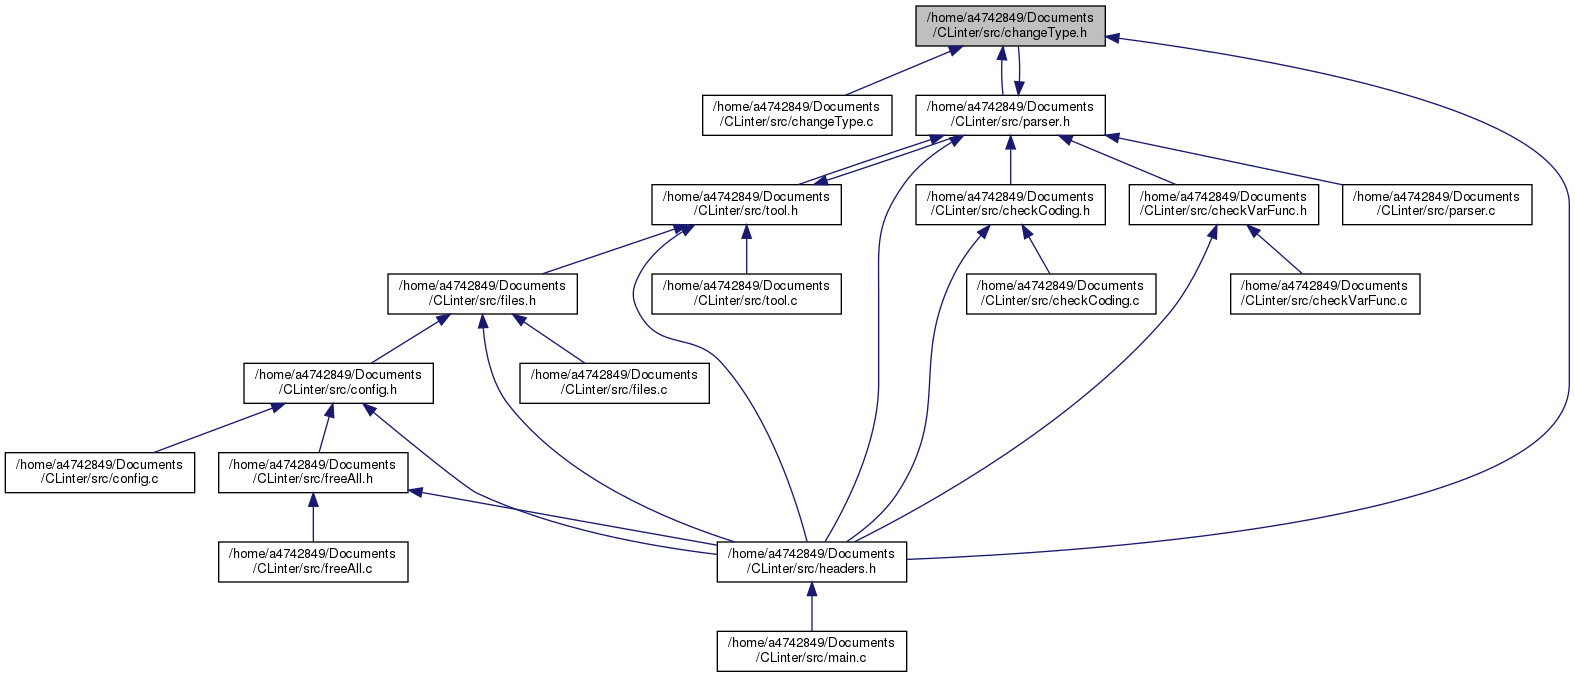 /home/a4742849/Documents
/CLinter/src/changeType.h
/home/a4742849/Documents
/CLinter/src/changeType.c
/home/a4742849/Documents
/CLinter/src/parser.h
/home/a4742849/Documents
/CLinter/src/tool.h
/home/a4742849/Documents
/CLinter/src/checkCoding.h
/home/a4742849/Documents
/CLinter/src/checkVarFunc.h
/home/a4742849/Documents
/CLinter/src/parser.c
/home/a4742849/Documents
/CLinter/src/files.h
/home/a4742849/Documents
/CLinter/src/tool.c
/home/a4742849/Documents
/CLinter/src/checkCoding.c
/home/a4742849/Documents
/CLinter/src/checkVarFunc.c
/home/a4742849/Documents
/CLinter/src/config.h
/home/a4742849/Documents
/CLinter/src/files.c
/home/a4742849/Documents
/CLinter/src/config.c
/home/a4742849/Documents
/CLinter/src/freeAll.h
/home/a4742849/Documents
/CLinter/src/freeAll.c
/home/a4742849/Documents
/CLinter/src/headers.h
/home/a4742849/Documents
/CLinter/src/main.c